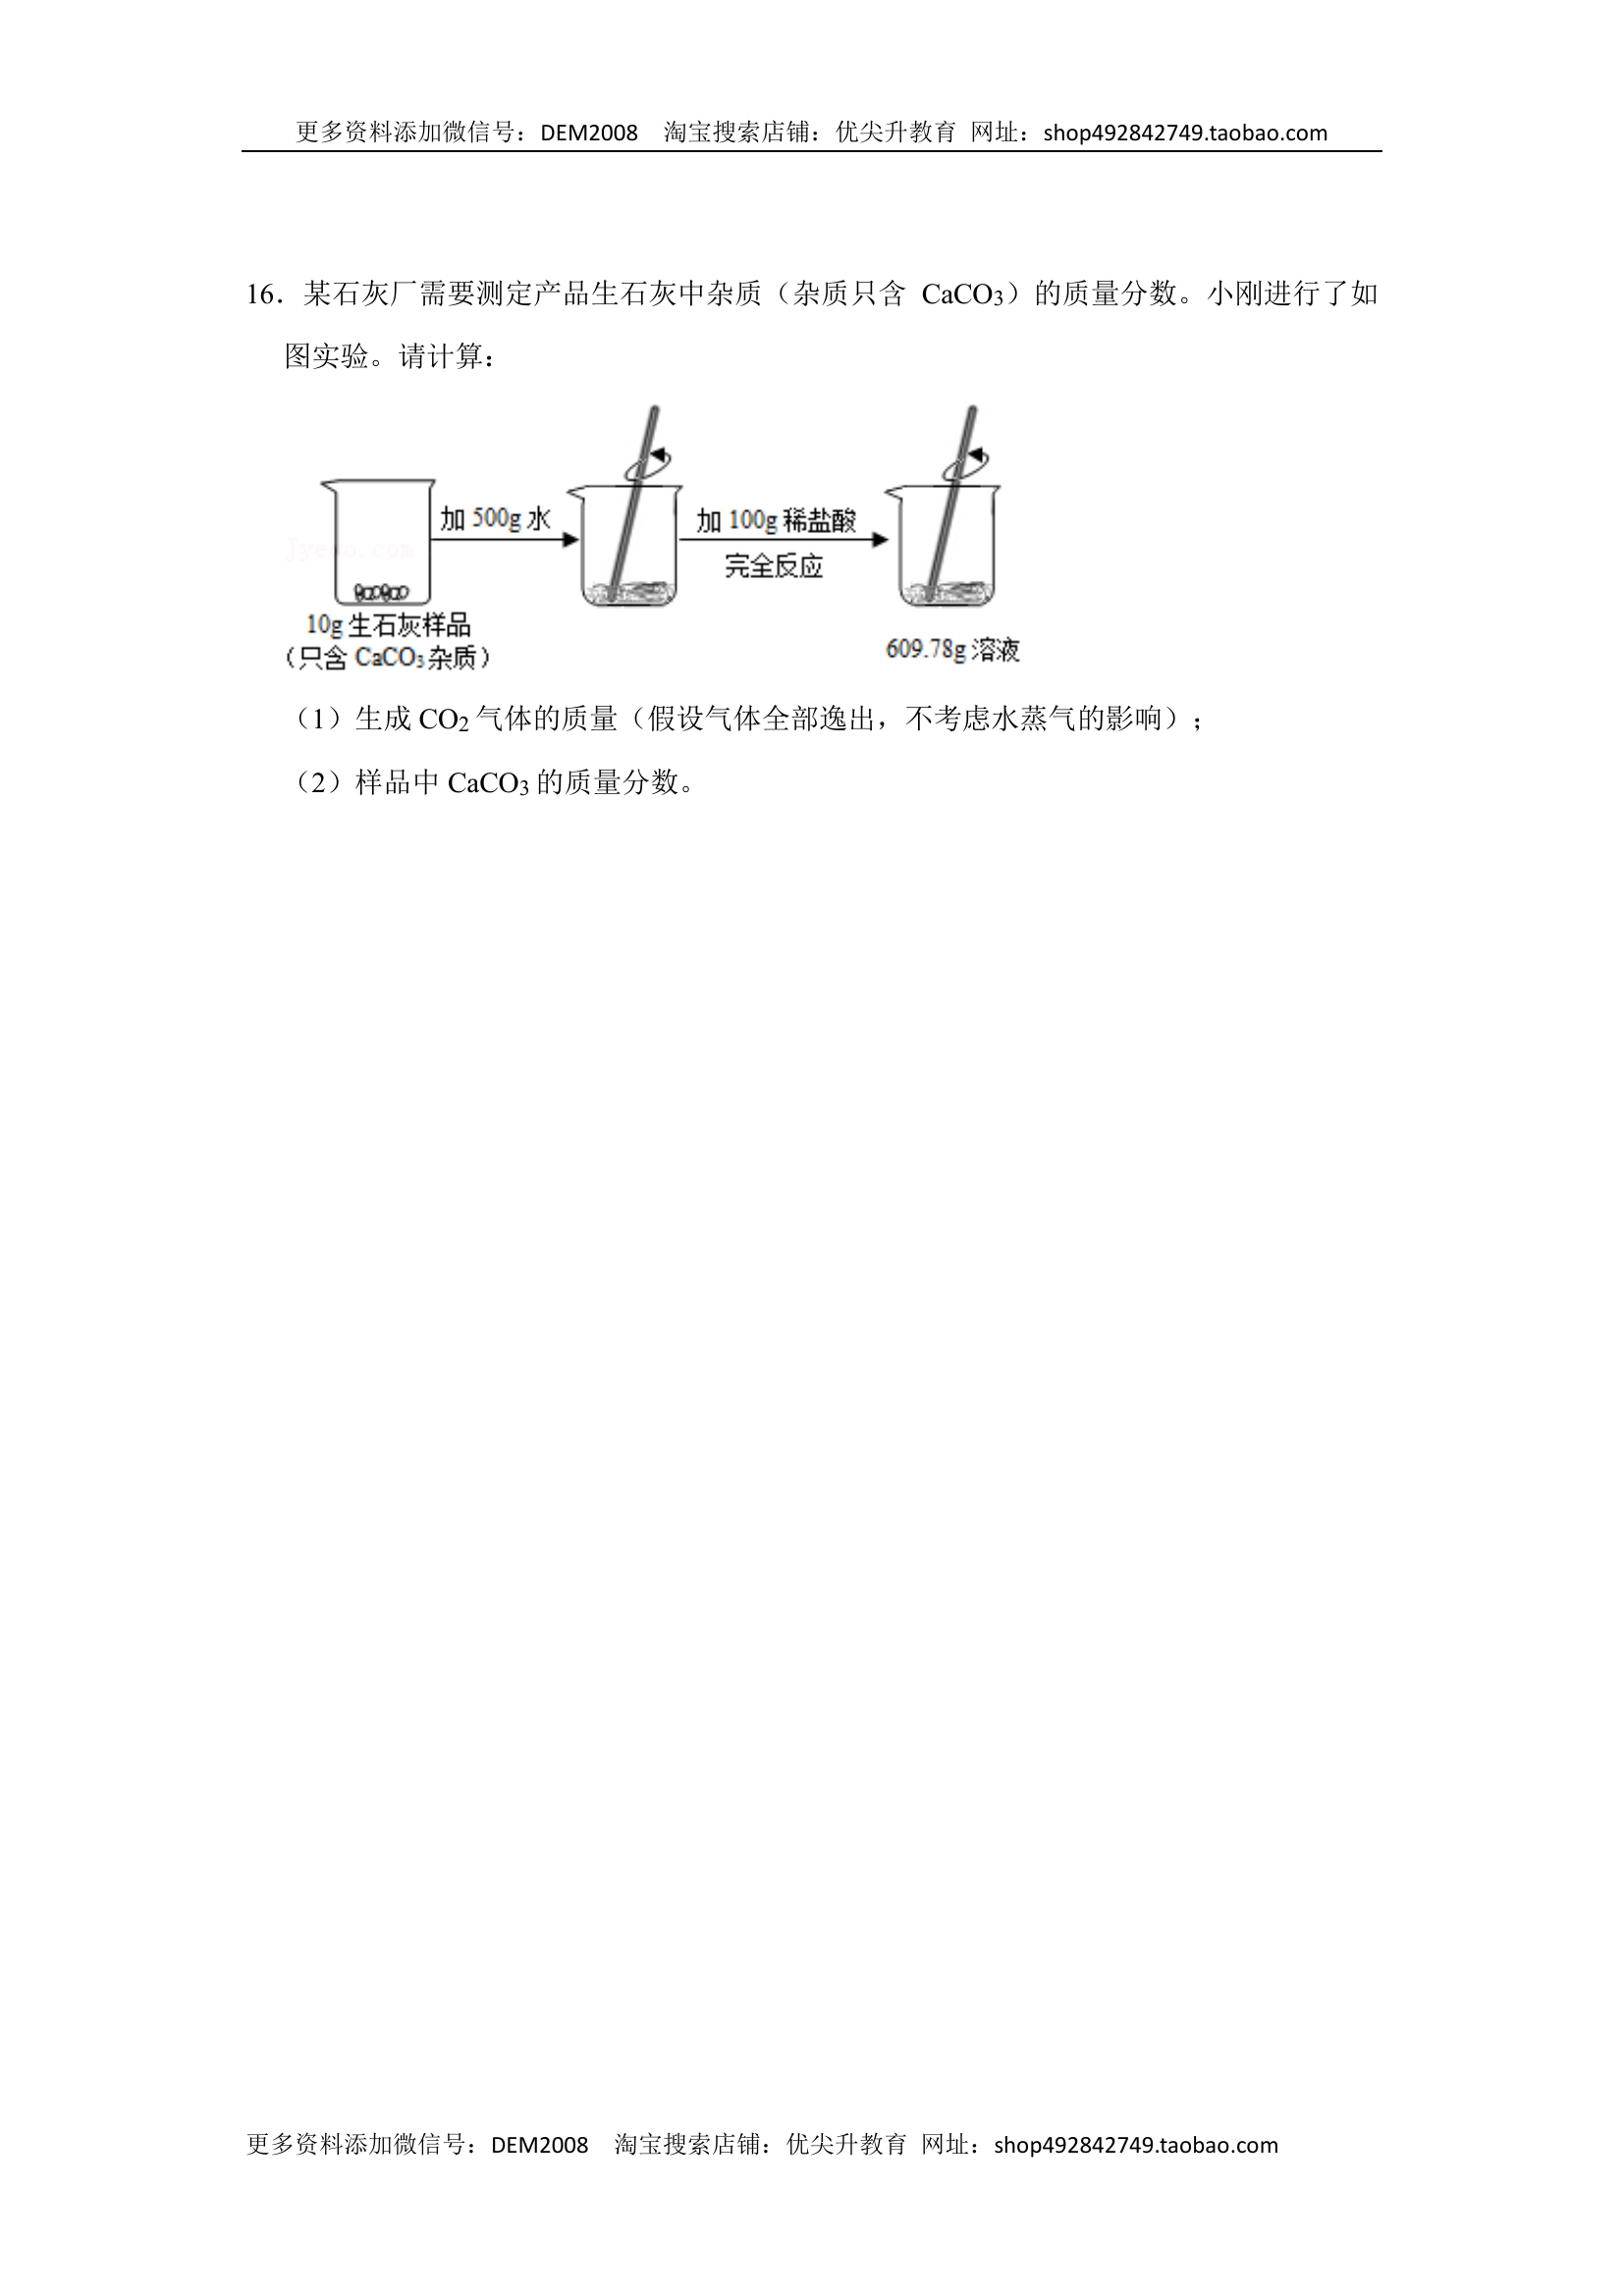 更多资料添加微信号：DEM2008 淘宝搜索店铺：优尖升教育 网址：shop492842749.taobao.com
16．某石灰厂需要测定产品生石灰中杂质（杂质只含 CaCO3）的质量分数。小刚进行了如
图实验。请计算：
加 500g 水
加 100g 稀盐酸
完全反应
Jyeoo.com
10g 生石灰样品
（只含 CaCO3 杂质）
609.78g 溶液
（1）生成 CO2 气体的质量（假设气体全部逸出，不考虑水蒸气的影响）；
（2）样品中 CaCO3 的质量分数。
更多资料添加微信号：DEM2008 淘宝搜索店铺：优尖升教育 网址：shop492842749.taobao.com